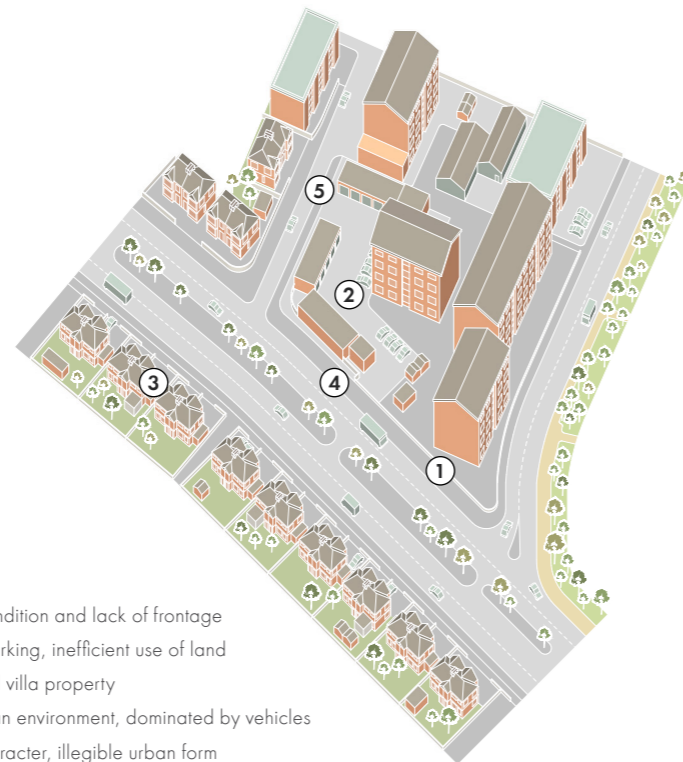 5
2
3
4
1
ndition and lack of frontage
rking, inefficient use of land
villa property
n environment, dominated by vehicles
racter, illegible urban form